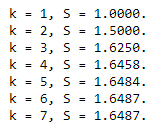 k = 1, S = 1.0000.
k = 2, S = 1.5000.
k = 3, S = 1.6250.
k = 4, S = 1.6458.
k = 5, S = 1.6484.
k = 6, S = 1.6487.
k = 7, S = 1.6487.